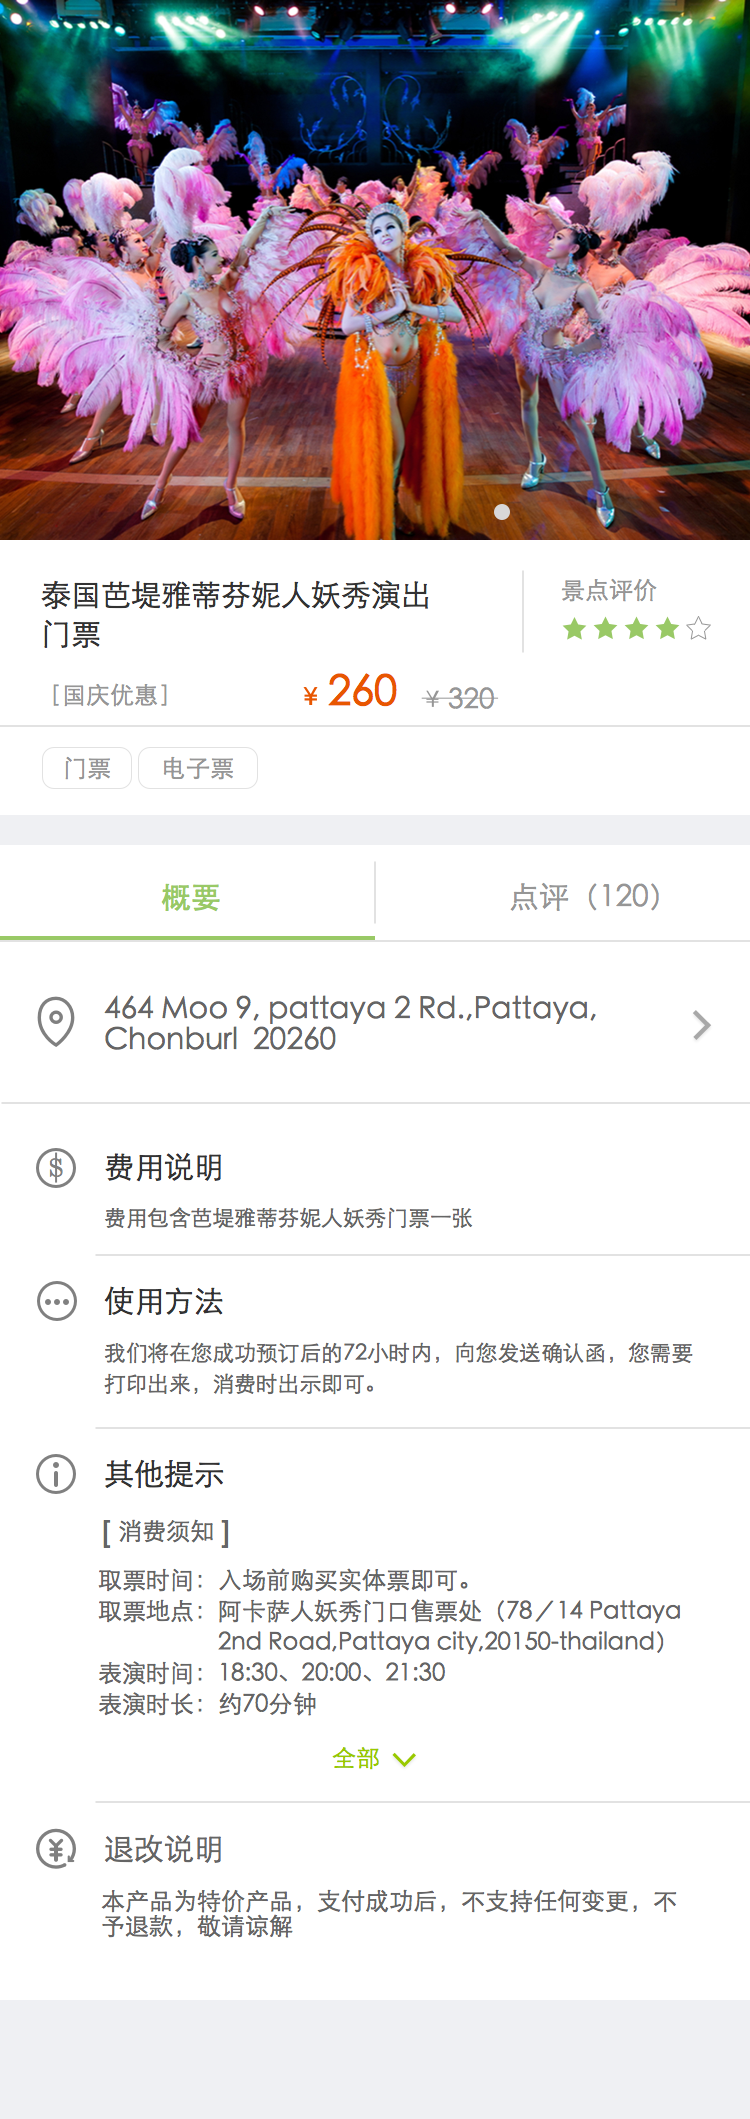 泰国芭堤雅蒂芬妮人妖秀演出
门票
景点评价
[国庆优惠]
¥ 260
¥ 320
门票
电子票
概要
点评（120）
464 Moo 9, pattaya 2 Rd.,Pattaya,
Chonburl 20260
费用说明
费用包含芭堤雅蒂芬妮人妖秀门票一张
使用方法
我们将在您成功预订后的72小时内，向您发送确认函，您需要
打印出来，消费时出示即可。
其他提示
[ 消费须知 ]
取票时间：入场前购买实体票即可。
取票地点：阿卡萨人妖秀门口售票处（78／14 Pattaya
2nd Road,Pattaya city,20150-thailand）
表演时间：18:30、20:00、21:30
表演时长：约70分钟
全部
退改说明
本产品为特价产品，支付成功后，不支持任何变更，不
予退款，敬请谅解